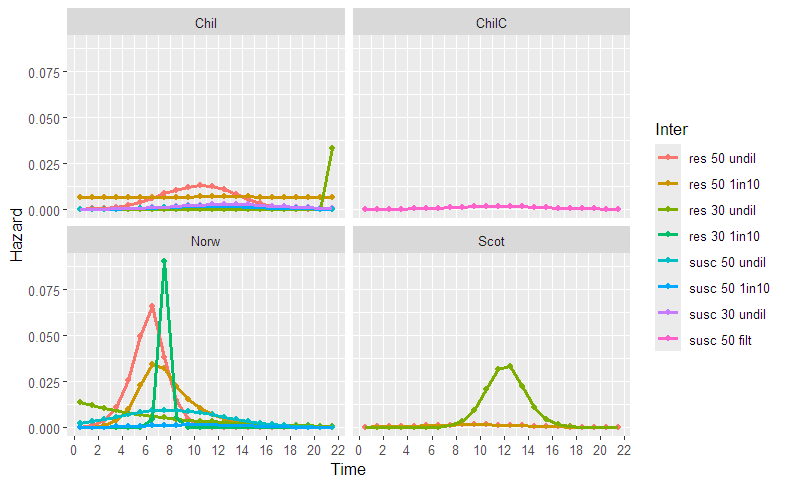 Chil
ChilC
0.075
0.050
0.025
0.000
Hazard
Norw
Scot
0.075
0.050
0.025
0.000
0 2 4 6 8 10 12 14 16 18 20 22
0 2 4 6 8 10 12 14 16 18 20 22
Time
Inter
res 50 undil
res 50 1in10
res 30 undil
res 30 1in10
susc 50 undil
susc 50 1in10
susc 30 undil
susc 50 filt